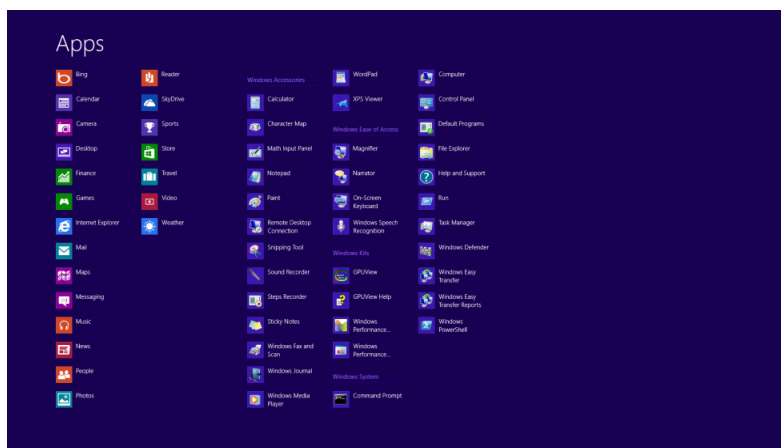 Apps
Bing
Calendar
Camera
Desktop
Finance
Games
Internet Explorer
Mail
Maps
Messaging
Music
News
People
Photos
Reader
SkyDrive
Sports
Store
Travel
Video
Weather
Windows Accessories
Calculator
Character Map
Math Input Panel
Notepad
Paint
Remote Desktop
Connection
Snipping Tool
Sound Recorder
Steps Recorder
Sticky Notes
Windows Fax and
Scan
Windows Journal
Windows Media
Player
WordPad
XPS Viewer
Windows Ease of Access
Magnifier
Narrator
On-Screen
Keyboard
Windows Speech
Recognition
Windows Kits
GPUView
GPUView Help
Windows
Performance...
Windows
Performance...
Windows System
Command Prompt
Computer
Control Panel
Default Programs
File Explorer
Help and Support
Run
Task Manager
Windows Defender
Windows Easy
Transfer
Windows Easy
Transfer Reports
Windows
PowerShell